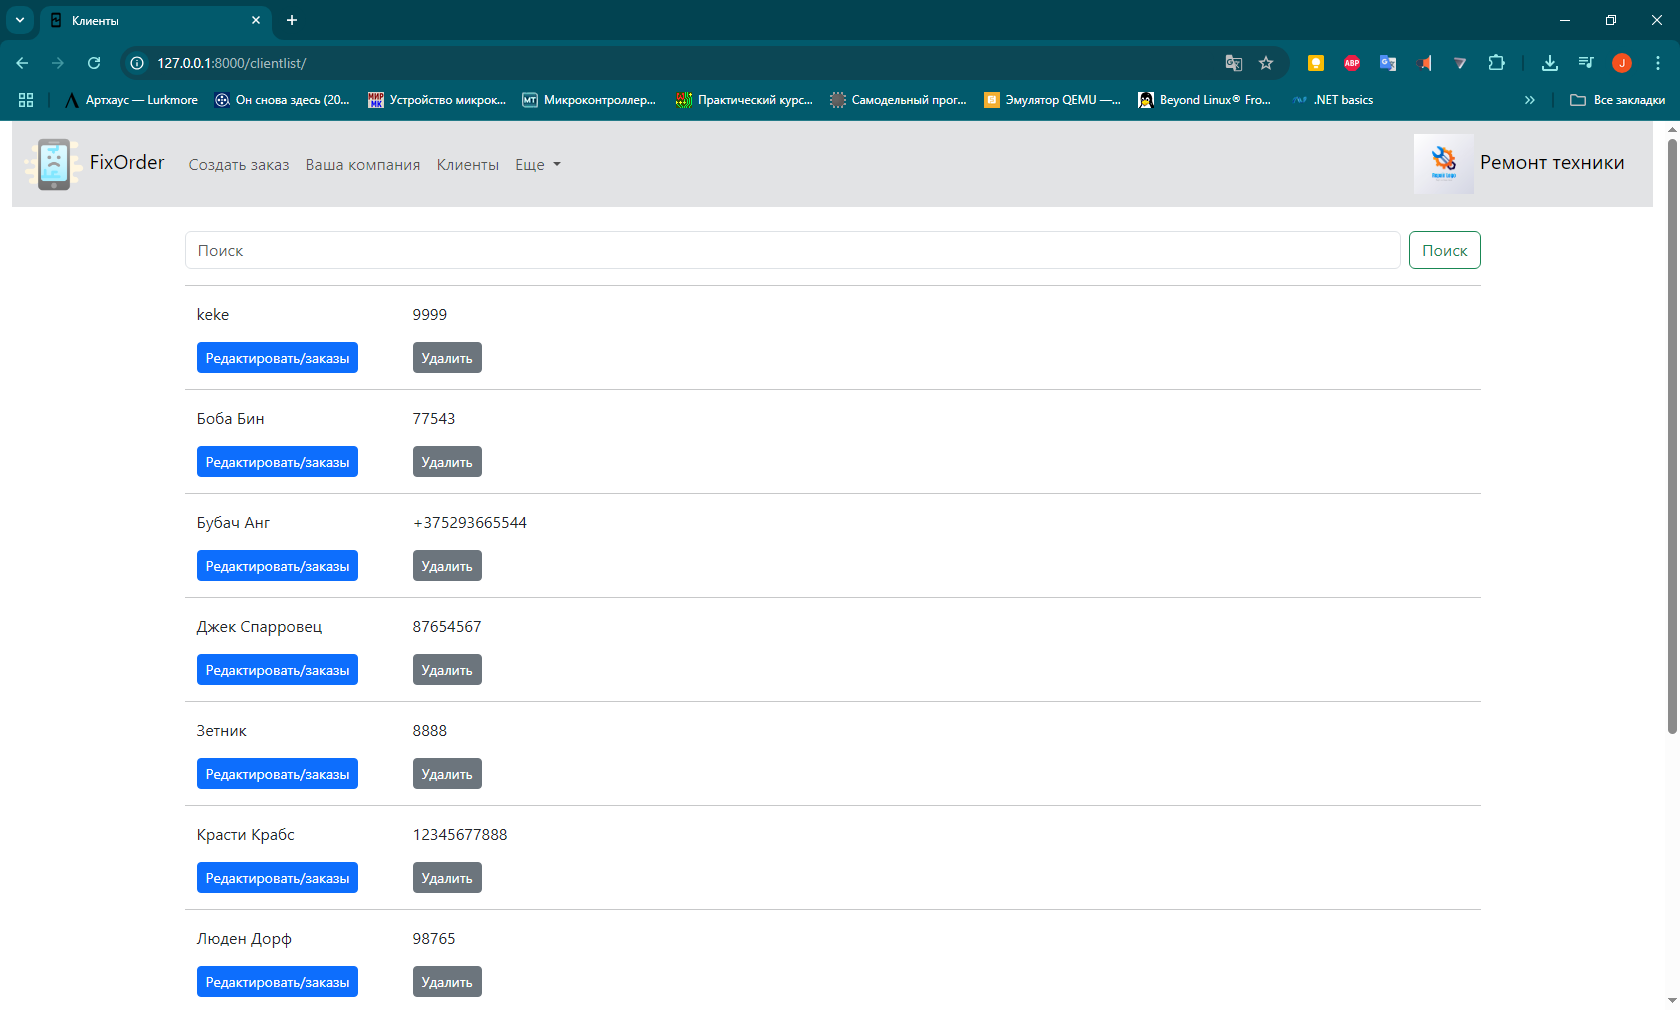 Клиенты
127.0.0.1:8000/clientlist/
ABP
J
Артхаус — Lurkmore
Он снова здесь (20...
МИР МК
Устройство микрок...
MT
Микроконтроллер...
Практический курс...
Самодельный прог...
Эмулятор QEMU —...
Beyond Linux® Fro...
.NET basics
Все закладки
FixOrder
Создать заказ
Ваша компания
Клиенты
Еще
Ремонт техники
Поиск
Поиск
keke 9999
Редактировать/заказы Удалить
Боба Бин 77543
Редактировать/заказы Удалить
Бубач Анг +375293665544
Редактировать/заказы Удалить
Джек Спарровец 87654567
Редактировать/заказы Удалить
Зетник 8888
Редактировать/заказы Удалить
Красти Крабс 12345677888
Редактировать/заказы Удалить
Люден Дорф 98765
Редактировать/заказы Удалить